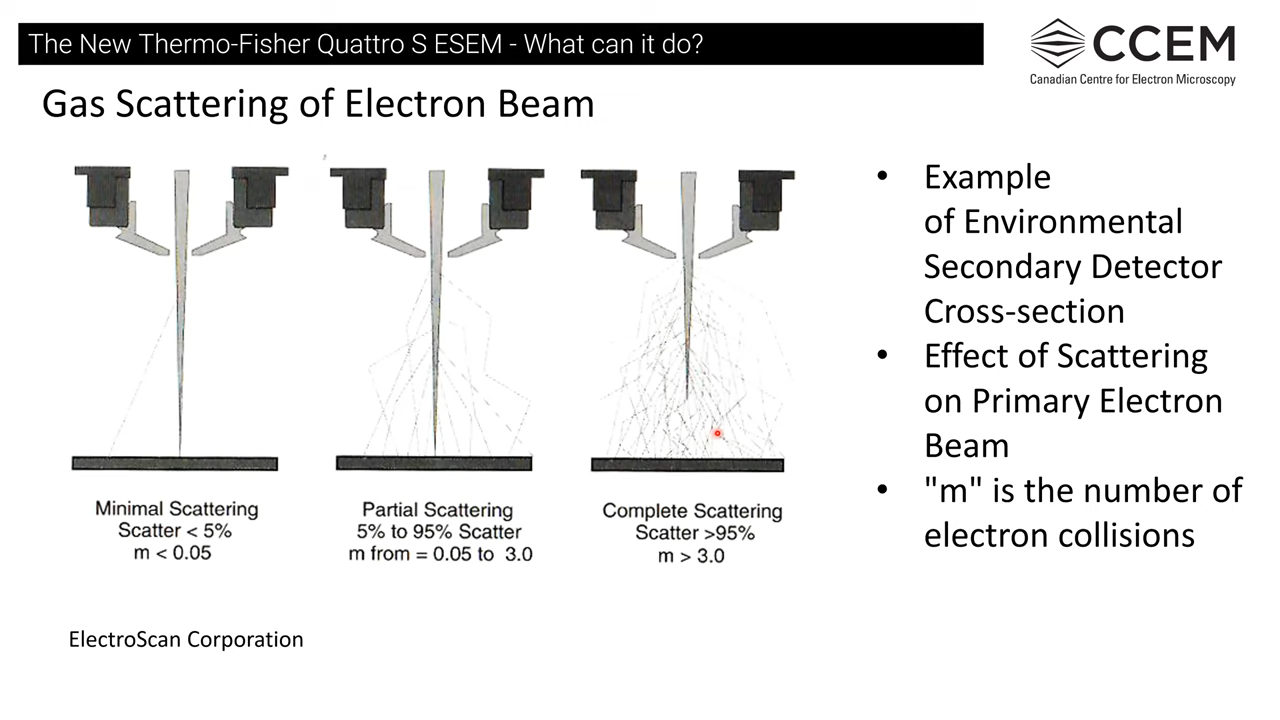 The New Thermo-Fisher Quattro S ESEM - What can it do?
CCEM
Canadian Centre for Electron Microscopy
Gas Scattering of Electron Beam
Minimal Scattering
Scatter < 5%
m < 0.05
Partial Scattering
5% to 95% Scatter
m from = 0.05 to 3.0
Complete Scattering
Scatter >95%
m > 3.0
• Example
of Environmental
Secondary Detector
Cross-section
• Effect of Scattering
on Primary Electron
Beam
• "m" is the number of
electron collisions
ElectroScan Corporation